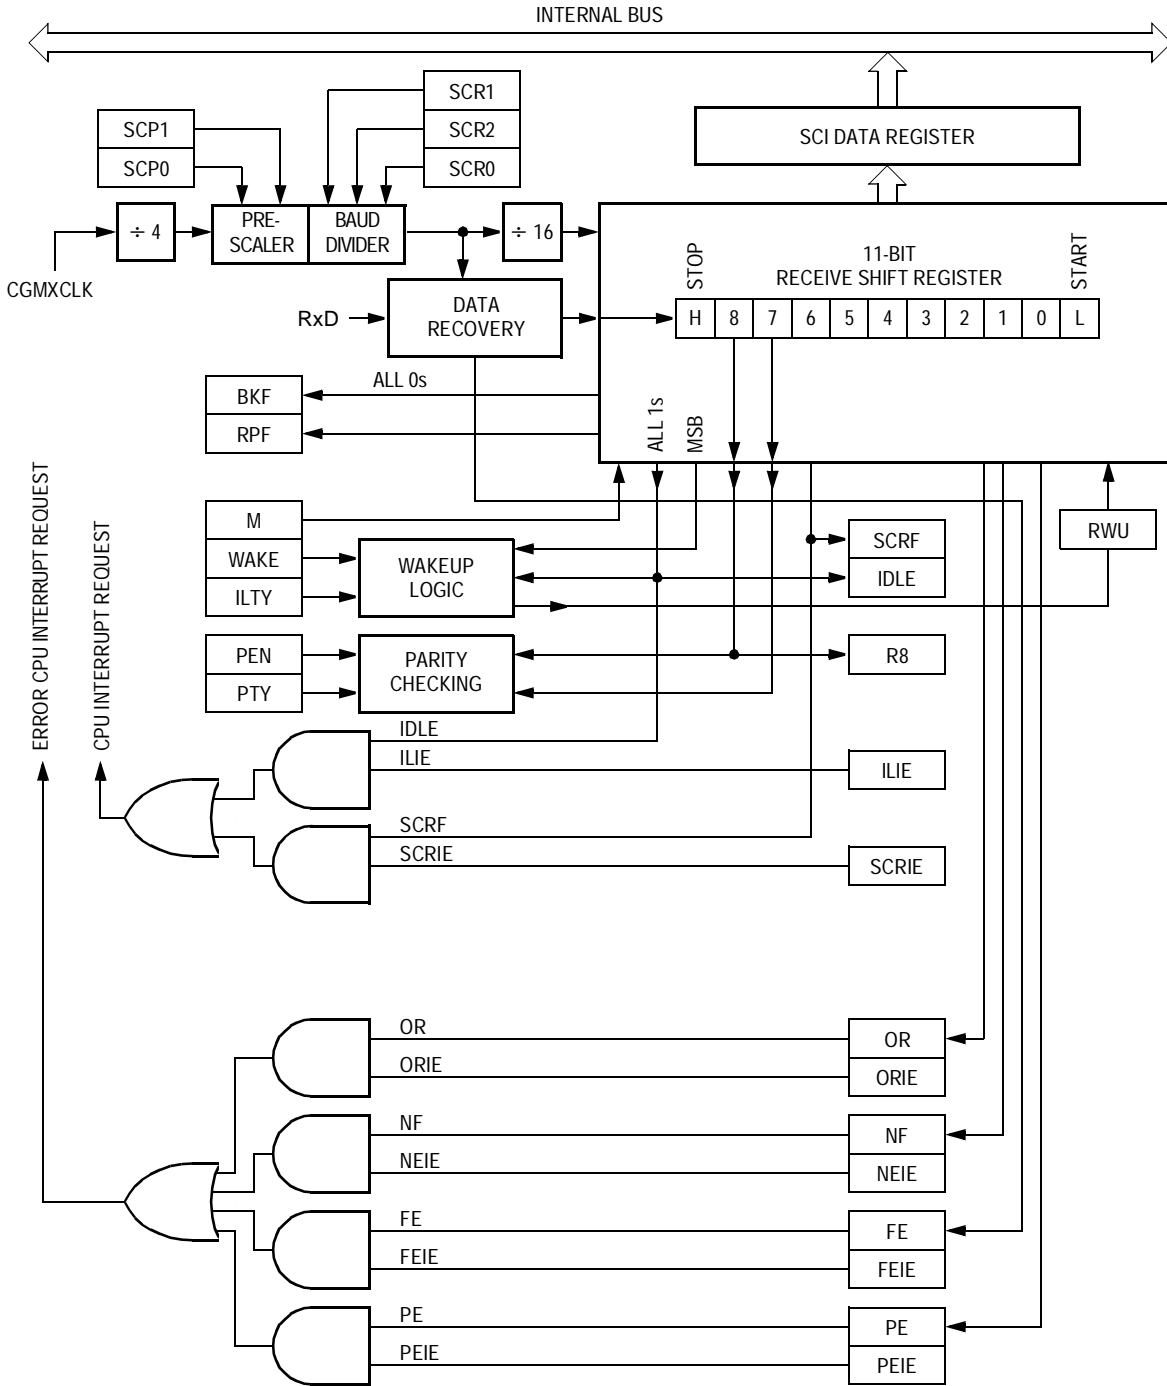 INTERNAL BUS
SCR1
SCR2
SCR0
SCP1
SCP0
SCI DATA REGISTER
÷ 4
PRE-
SCALER
BAUD
DIVIDER
÷ 16
CGMXCLK
RxD
DATA
RECOVERY
STOP
11-BIT
RECEIVE SHIFT REGISTER
START
H 8 7 6 5 4 3 2 1 0 L
ALL 0s
BKF
RPF
ALL 1s
MSB
ERROR CPU INTERRUPT REQUEST
CPU INTERRUPT REQUEST
M
WAKE
ILTY
WAKEUP
LOGIC
SCRF
IDLE
RWU
PEN
PTY
PARITY
CHECKING
R8
IDLE
ILIE
ILIE
SCRF
SCRIE
SCRIE
OR
OR
ORIE
ORIE
NF
NF
NEIE
NEIE
FE
FE
FEIE
FEIE
PE
PE
PEIE
PEIE